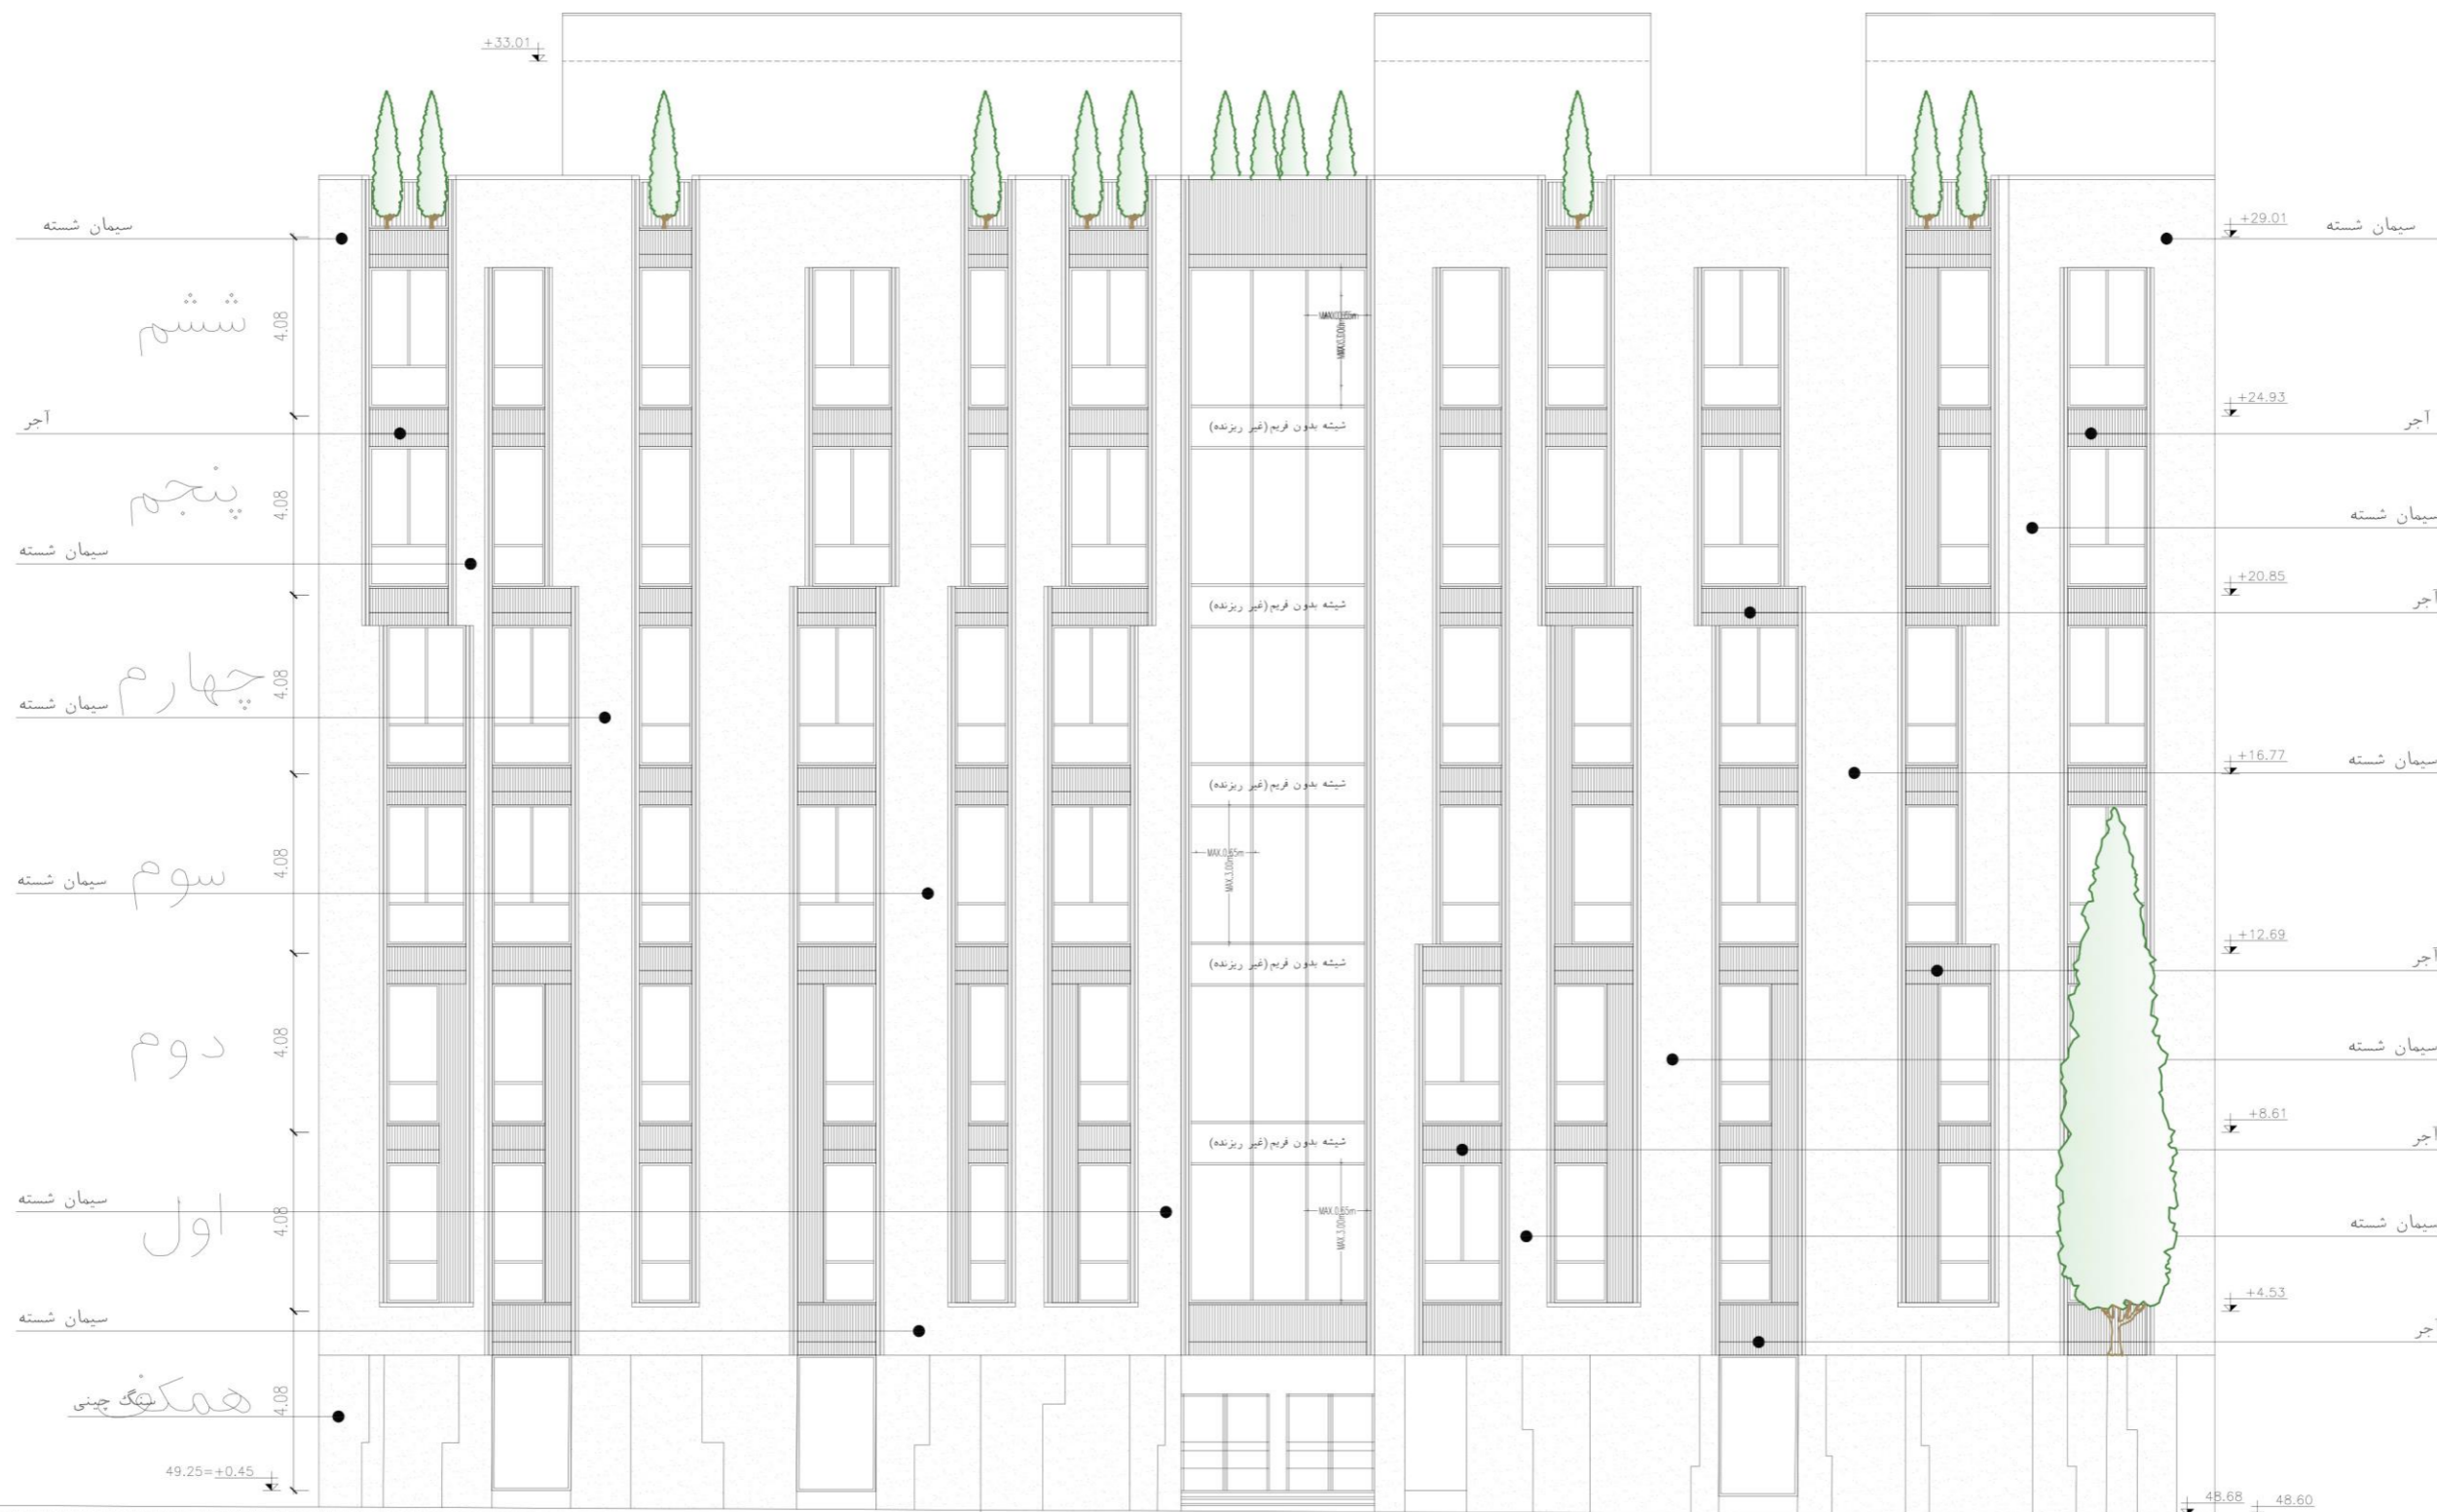 +33.01
سیمان شسته
+29.01
سیمان شسته
ششم
4.08
آجر
+24.93
آجر
شیشه بدون فریم(غیر ریزنده)
پنجم
4.08
سیمان شسته
سیمان شسته
+20.85
آجر
شیشه بدون فریم(غیر ریزنده)
چهارم
4.08
سیمان شسته
+16.77
سیمان شسته
شیشه بدون فریم(غیر ریزنده)
سوم
4.08
MAX.0.65m
MAX.3.00m
سیمان شسته
+12.69
آجر
شیشه بدون فریم(غیر ریزنده)
دوم
4.08
سیمان شسته
+8.61
آجر
شیشه بدون فریم(غیر ریزنده)
اول
4.08
سیمان شسته
MAX.0.65m
MAX.3.00m
سیمان شسته
+4.53
سیمان شسته
آجر
همکف
سنگ چینی
4.08
49.25=+0.45
48.68
48.60